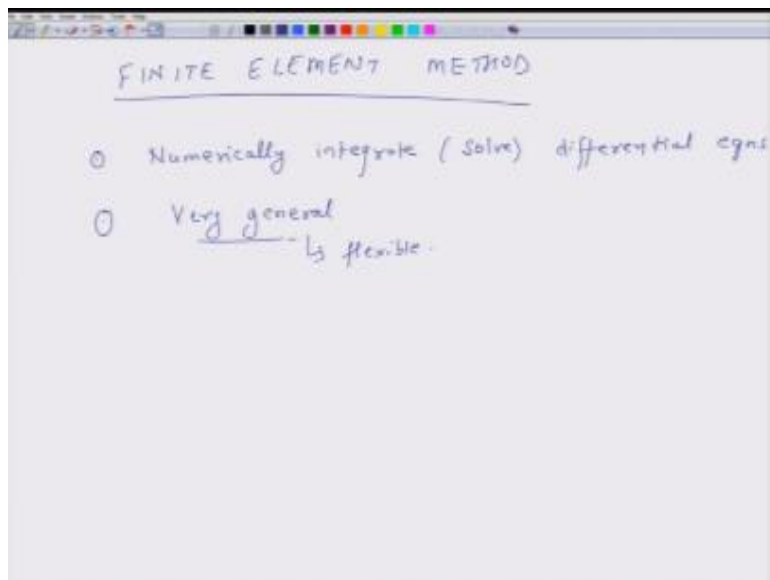 FINITE ELEMENT METHOD
O Numerically integrate (solve) differential eqns
O Very general
↳ flexible.